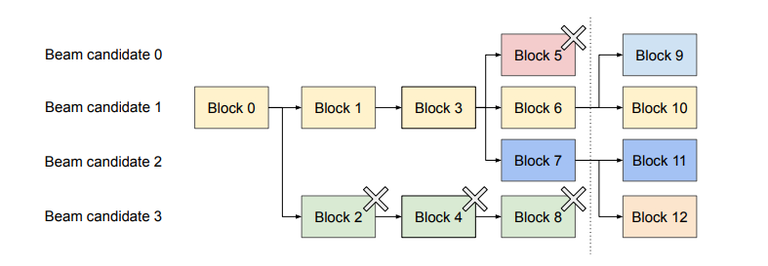 Beam candidate 0
Block 5
Block 9
Beam candidate 1
Block 0
Block 1
Block 3
Block 6
Block 10
Beam candidate 2
Block 7
Block 11
Beam candidate 3
Block 2
Block 4
Block 8
Block 12